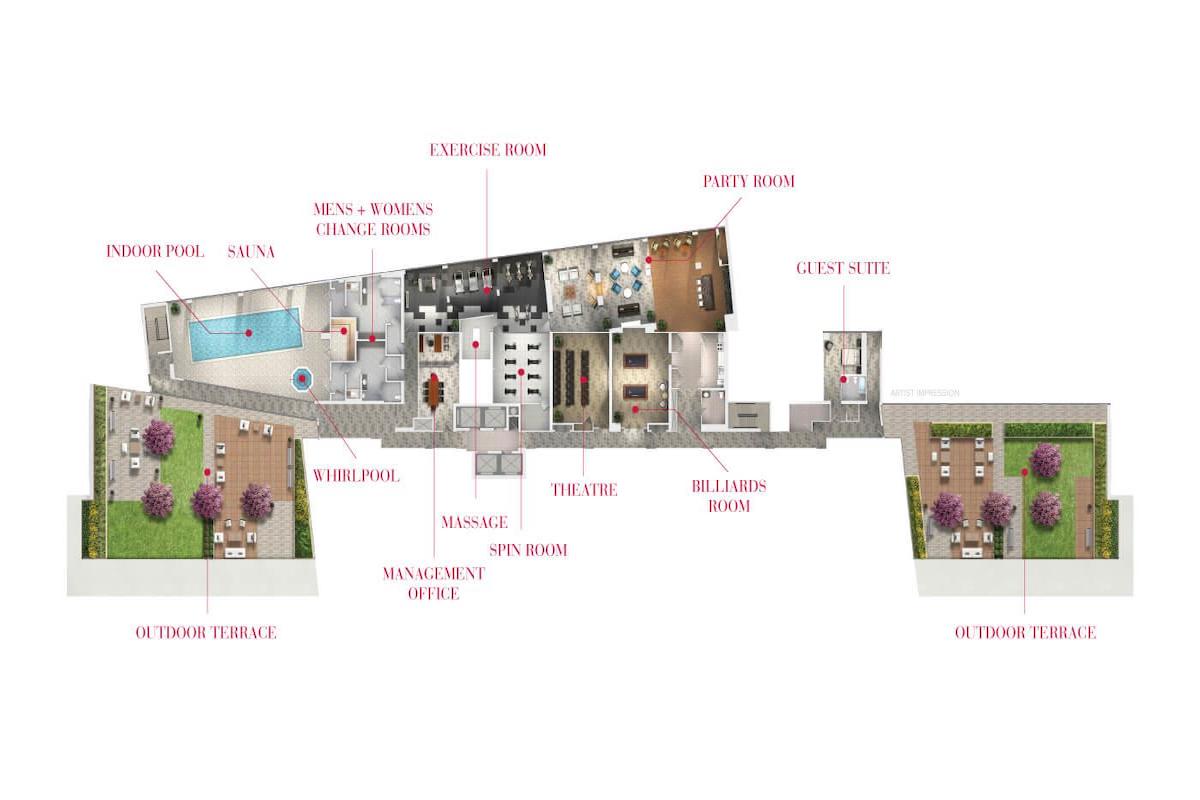 EXERCISE ROOM
PARTY ROOM
MENS + WOMENS
CHANGE ROOMS
INDOOR POOL
SAUNA
GUEST SUITE
ARTIST IMPRESSION
WHIRLPOOL
THEATRE
BILLIARDS
ROOM
MASSAGE
SPIN ROOM
MANAGEMENT
OFFICE
OUTDOOR TERRACE
OUTDOOR TERRACE